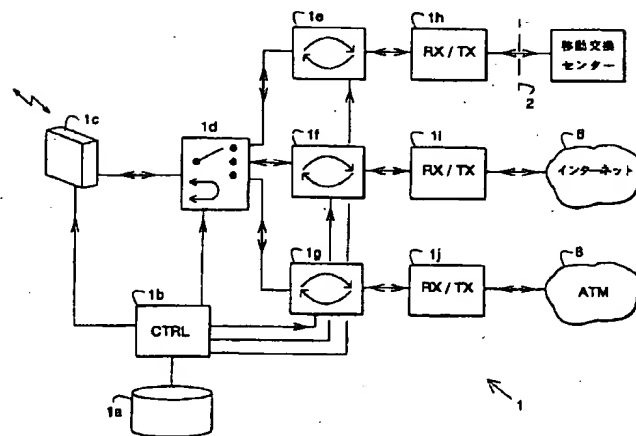 1e
1h
RX / TX
移動交換
センター
2
1c
1d
1f
1i
RX / TX
8
インターネット
1g
1j
RX / TX
8
ATM
1b
CTRL
1a
1